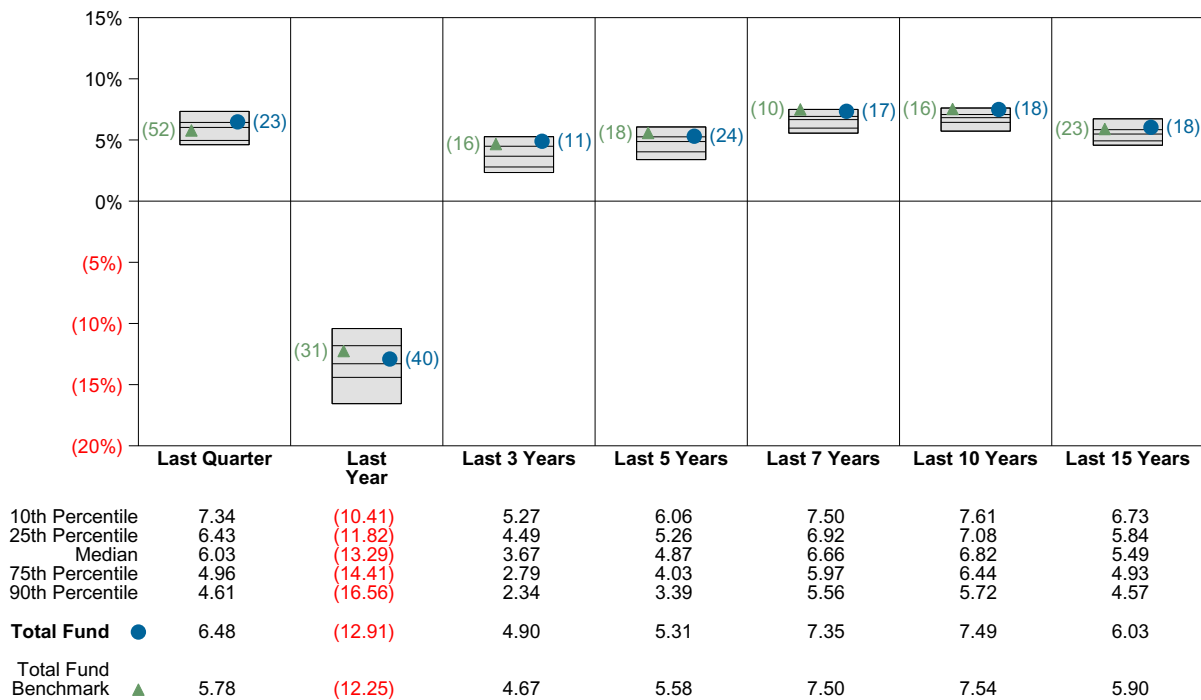 15%
10%
5%
0%
(5%)
(10%)
(15%)
(20%)
(52) (23)
(31) (40)
(16) (11)
(18) (24)
(10) (17)
(16) (18)
(23) (18)
Last Quarter Last Year Last 3 Years Last 5 Years Last 7 Years Last 10 Years Last 15 Years
10th Percentile 7.34 (10.41) 5.27 6.06 7.50 7.61 6.73
25th Percentile 6.43 (11.82) 4.49 5.26 6.92 7.08 5.84
Median 6.03 (13.29) 3.67 4.87 6.66 6.82 5.49
75th Percentile 4.96 (14.41) 2.79 4.03 5.97 6.44 4.93
90th Percentile 4.61 (16.56) 2.34 3.39 5.56 5.72 4.57
Total Fund 6.48 (12.91) 4.90 5.31 7.35 7.49 6.03
Total Fund
Benchmark 5.78 (12.25) 4.67 5.58 7.50 7.54 5.90